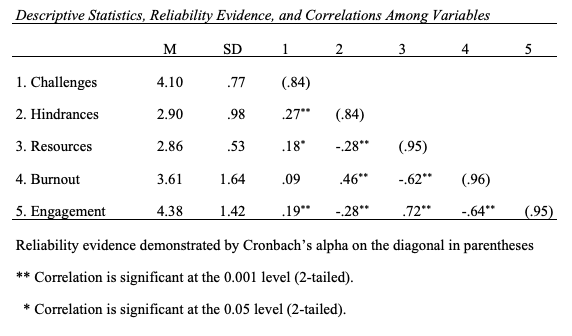 Descriptive Statistics, Reliability Evidence, and Correlations Among Variables
M SD 1 2 3 4 5
1. Challenges 4.10 .77 (.84)
2. Hindrances 2.90 .98 .27** (.84)
3. Resources 2.86 .53 .18* -.28** (.95)
4. Burnout 3.61 1.64 .09 .46** -.62** (.96)
5. Engagement 4.38 1.42 .19** -.28** .72** -.64** (.95)
Reliability evidence demonstrated by Cronbach’s alpha on the diagonal in parentheses
** Correlation is significant at the 0.001 level (2-tailed).
* Correlation is significant at the 0.05 level (2-tailed).